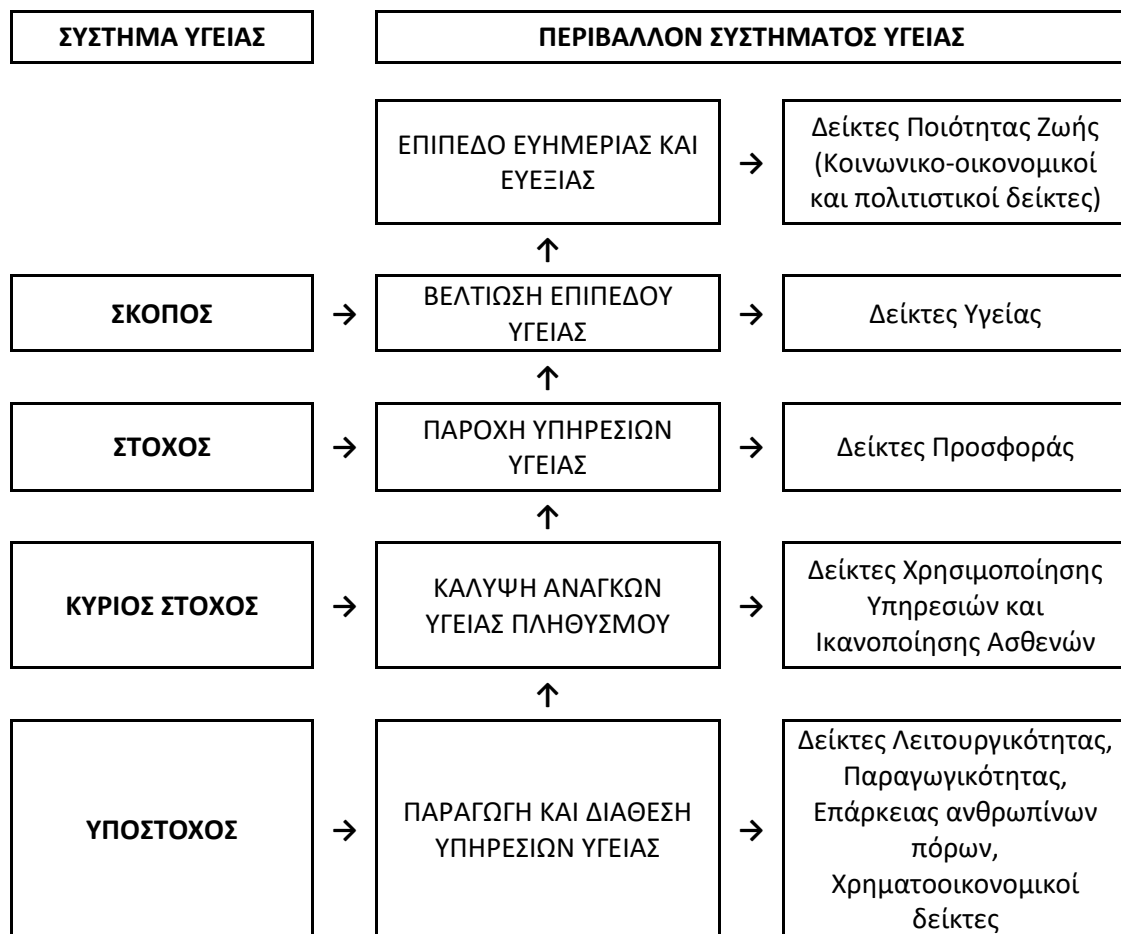 ΣΥΣΤΗΜΑ ΥΓΕΙΑΣ
ΠΕΡΙΒΑΛΛΟΝ ΣΥΣΤΗΜΑΤΟΣ ΥΓΕΙΑΣ
ΕΠΙΠΕΔΟ ΕΥΗΜΕΡΙΑΣ ΚΑΙ
ΕΥΕΞΙΑΣ
→
Δείκτες Ποιότητας Ζωής
(Κοινωνικο-οικονομικοί
και πολιτιστικοί δείκτες)
↑
ΣΚΟΠΟΣ
→
ΒΕΛΤΙΩΣΗ ΕΠΙΠΕΔΟΥ
ΥΓΕΙΑΣ
→
Δείκτες Υγείας
↑
ΣΤΟΧΟΣ
→
ΠΑΡΟΧΗ ΥΠΗΡΕΣΙΩΝ
ΥΓΕΙΑΣ
→
Δείκτες Προσφοράς
↑
ΚΥΡΙΟΣ ΣΤΟΧΟΣ
→
ΚΑΛΥΨΗ ΑΝΑΓΚΩΝ
ΥΓΕΙΑΣ ΠΛΗΘΥΣΜΟΥ
→
Δείκτες Χρησιμοποίησης
Υπηρεσιών και
Ικανοποίησης Ασθενών
↑
ΥΠΟΣΤΟΧΟΣ
→
ΠΑΡΑΓΩΓΗ ΚΑΙ ΔΙΑΘΕΣΗ
ΥΠΗΡΕΣΙΩΝ ΥΓΕΙΑΣ
→
Δείκτες Λειτουργικότητας,
Παραγωγικότητας,
Επάρκειας ανθρωπίνων
πόρων,
Χρηματοοικονομικοί
δείκτες